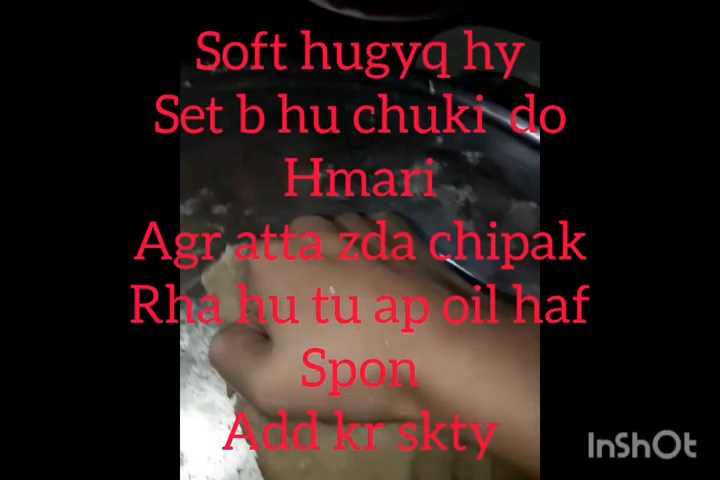 Soft hugyq hy
Set b hu chuki do
Hmari
Agr atta zda chipak
Rha hu tu ap oil haf
Spon
Add kr skty
InShOt